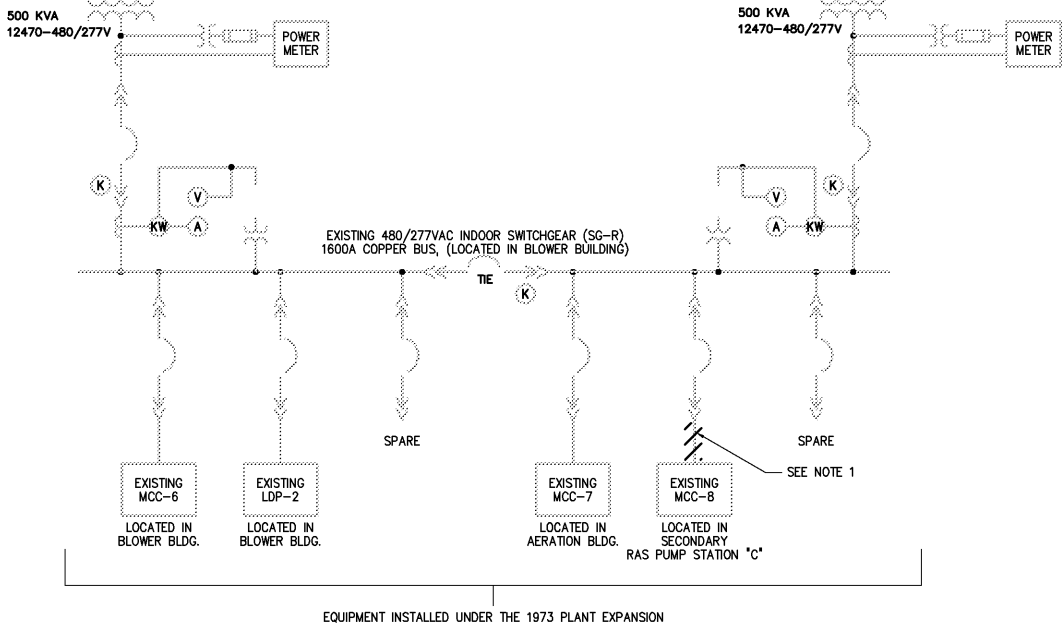 500 KVA
12470-480/277V
POWER
METER
500 KVA
12470-480/277V
POWER
METER
K
V
KW
A
V
K
A
KW
EXISTING 480/277VAC INDOOR SWITCHGEAR (SG-R)
1600A COPPER BUS, (LOCATED IN BLOWER BUILDING)
TIE
K
SPARE
SPARE
SEE NOTE 1
EXISTING
MCC-6
EXISTING
LDP-2
EXISTING
MCC-7
EXISTING
MCC-8
LOCATED IN
BLOWER BLDG.
LOCATED IN
BLOWER BLDG.
LOCATED IN
AERATION BLDG.
LOCATED IN
SECONDARY
RAS PUMP STATION "C"
EQUIPMENT INSTALLED UNDER THE 1973 PLANT EXPANSION